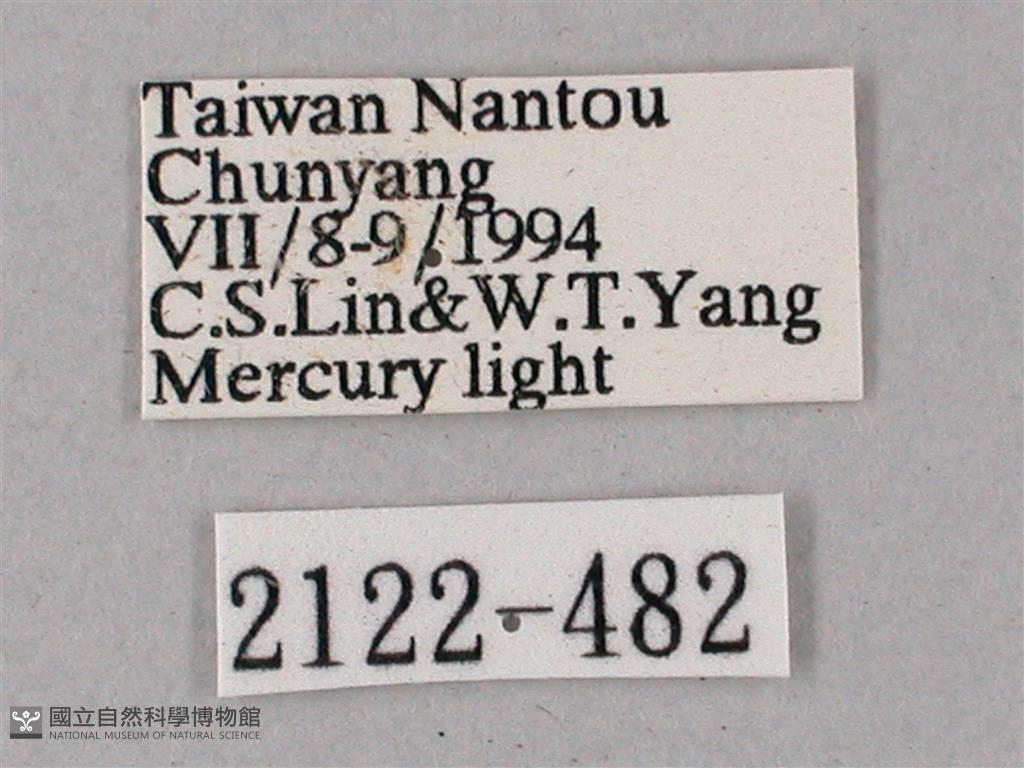 Taiwan Nantou
Chunyang
VII/8-9/1994
C.S.Lin&W.T.Yang
Mercury light
2122-482
國立自然科學博物館
NATIONAL MUSEUM OF NATURAL SCIENCE